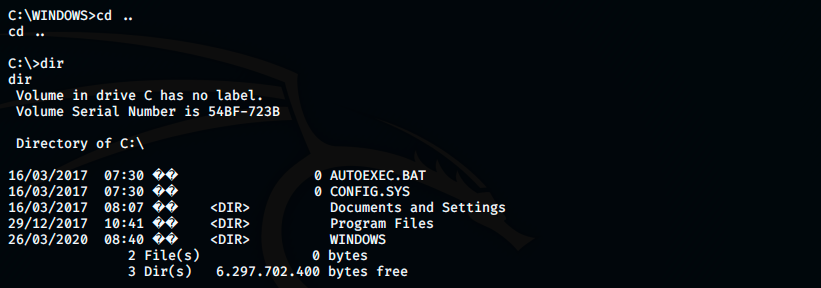 C:\WINDOWS>cd ..
cd ..
C:\>dir
dir
Volume in drive C has no label.
Volume Serial Number is 54BF-723B
Directory of C:\
16/03/2017 07:30 �� 0 AUTOEXEC.BAT
16/03/2017 07:30 �� 0 CONFIG.SYS
16/03/2017 08:07 �� <DIR> Documents and Settings
29/12/2017 10:41 �� <DIR> Program Files
26/03/2020 08:40 �� <DIR> WINDOWS
2 File(s) 0 bytes
3 Dir(s) 6.297.702.400 bytes free